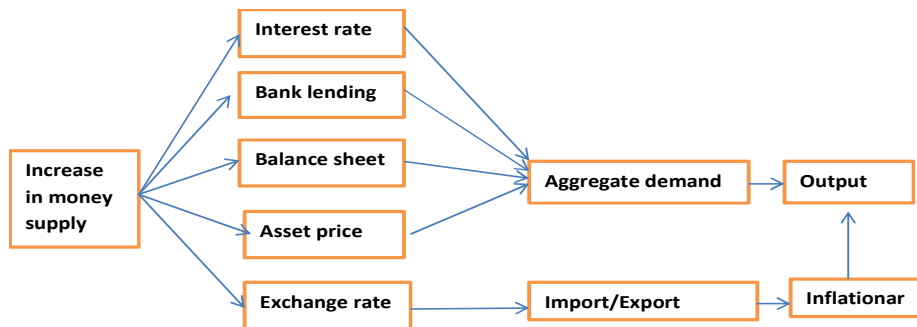 Interest rate
Bank lending
Balance sheet
Increase
in money
supply
Aggregate demand
Output
Asset price
Exchange rate
Import/Export
Inflationar